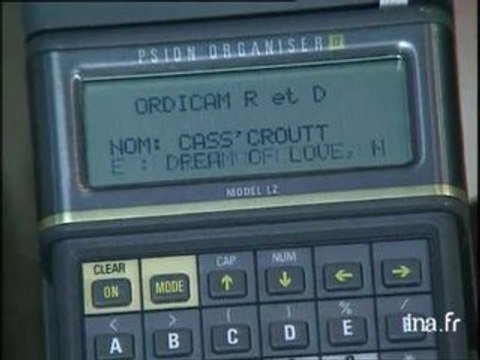 PSION ORGANISER II
ORDICAM R et D
NOM: CASS'CROUTT
E : DREAM OF LOVE, N
MODEL LZ
CLEAR
ON
MODE
CAP
↑
NUM
↓
←
→
<
A
>
B
(
C
)
D
%
E
/
ina.fr